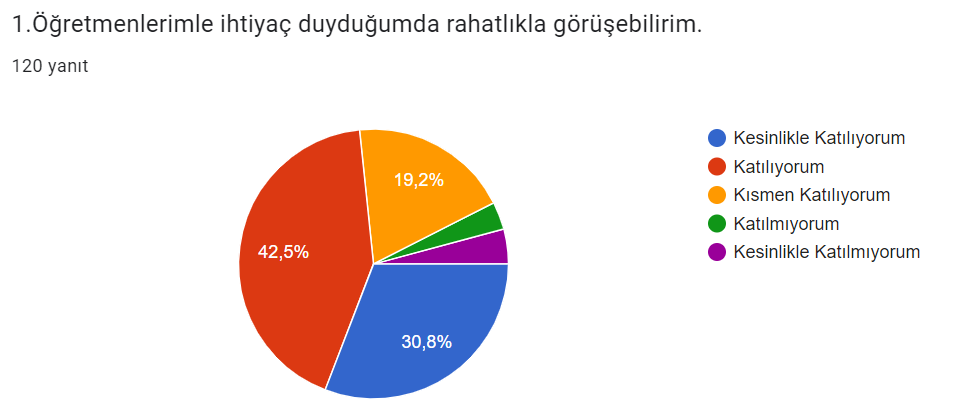 1.Öğretmenlerimle ihtiyaç duyduğumda rahatlıkla görüşebilirim.
120 yanıt
19,2%
42,5%
30,8%
Kesinlikle Katılıyorum
Katılıyorum
Kısmen Katılıyorum
Katılmıyorum
Kesinlikle Katılmıyorum